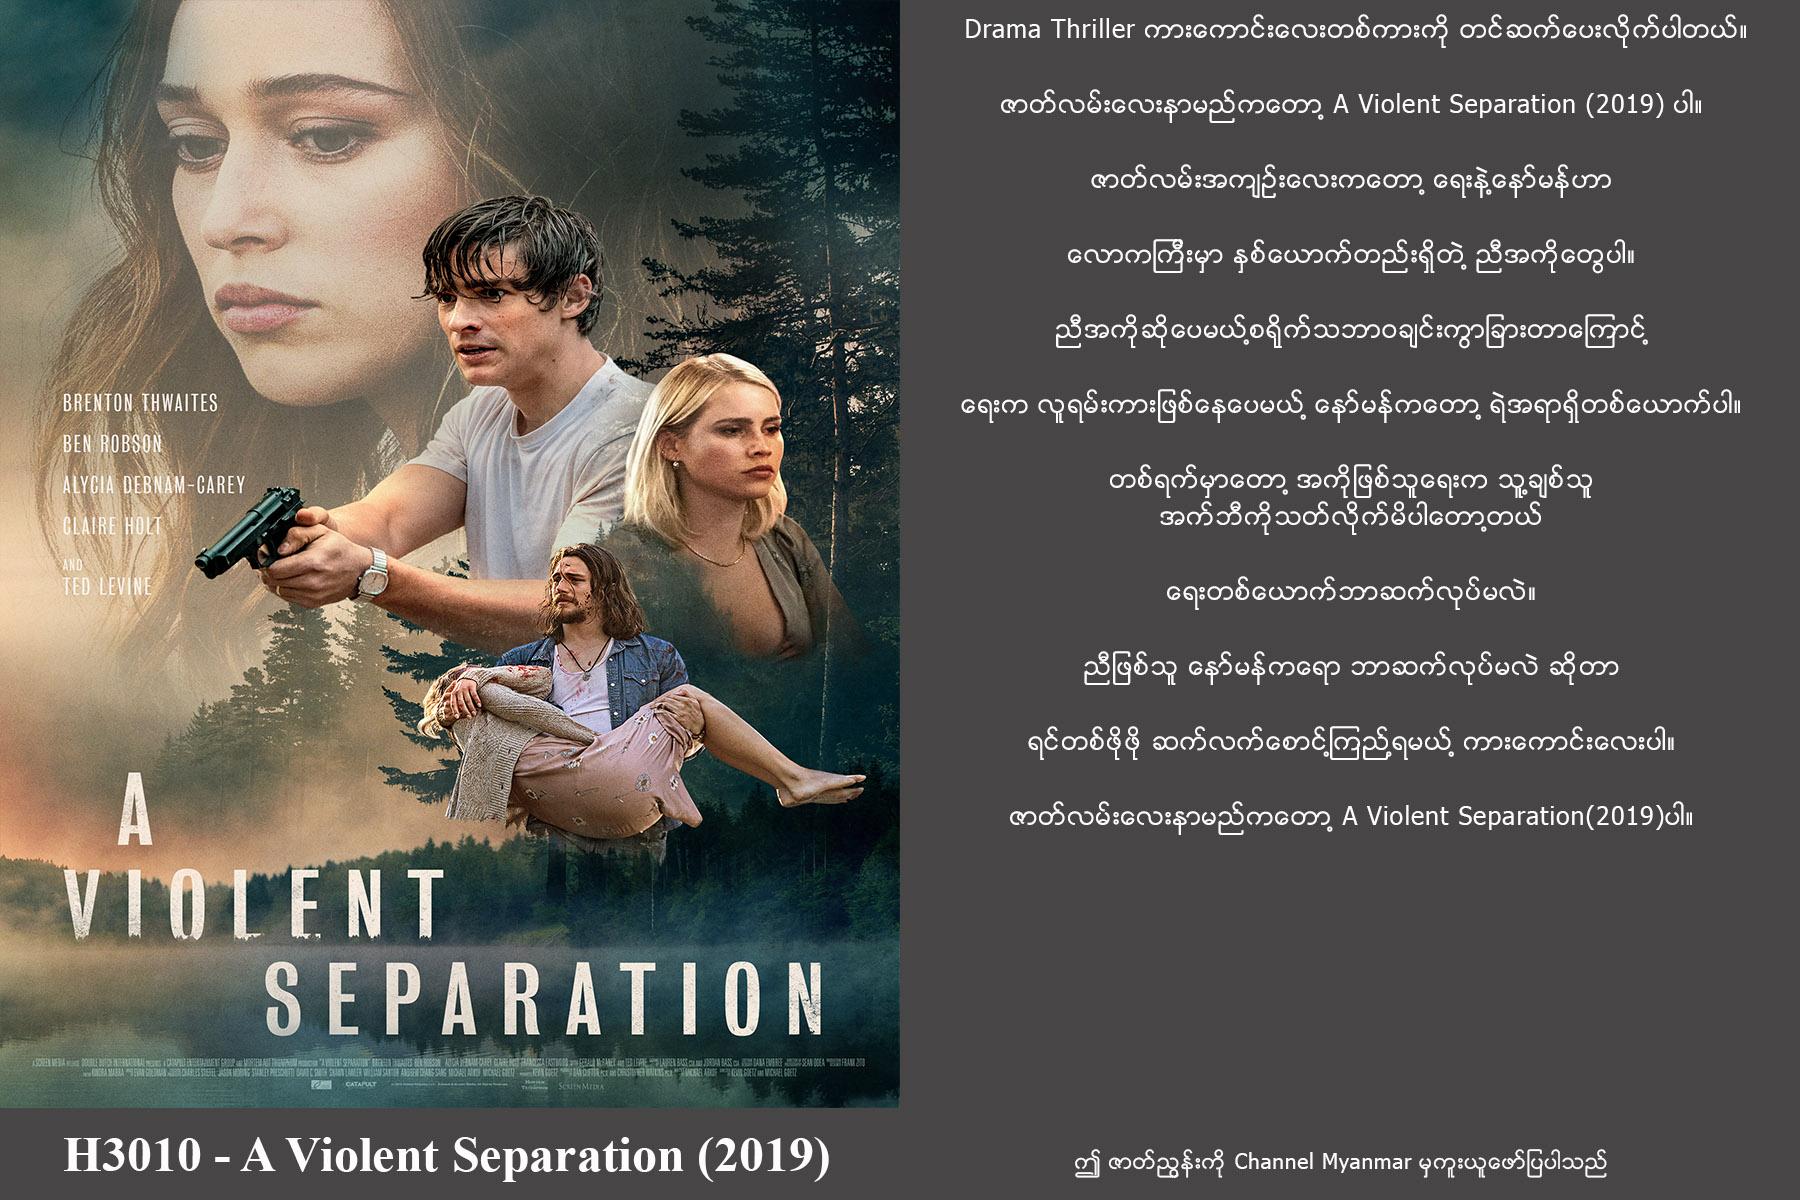 BRENTON THWAITES
BEN ROBSON
ALYCIA DEBNAM-CAREY
CLAIRE HOLT
AND
TED LEVINE
A
VIOLENT
SEPARATION
CATAPULT
SCREEN MEDIA
H3010 - A Violent Separation (2019)
Drama Thriller ကားကောင်းလေးတစ်ကားကို တင်ဆက်ပေးလိုက်ပါတယ်။
ဇာတ်လမ်းလေးနာမည်ကတော့ A Violent Separation (2019) ပါ။
ဇာတ်လမ်းအကျဉ်းလေးကတော့ ရေးနဲ့နော်မန်ဟာ
လောကကြီးမှာ နှစ်ယောက်တည်းရှိတဲ့ ညီအကိုတွေပါ။
ညီအကိုဆိုပေမယ့်စရိုက်သဘာဝချင်းကွာခြားတာကြောင့်
ရေးက လူရမ်းကားဖြစ်နေပေမယ့် နော်မန်ကတော့ ရဲအရာရှိတစ်ယောက်ပါ။
တစ်ရက်မှာတော့ အကိုဖြစ်သူရေးက သူ့ချစ်သူ
အက်ဘီကိုသတ်လိုက်မိပါတော့တယ်
ရေးတစ်ယောက်ဘာဆက်လုပ်မလဲ။
ညီဖြစ်သူ နော်မန်ကရော ဘာဆက်လုပ်မလဲ ဆိုတာ
ရင်တစ်ဖိုဖို ဆက်လက်စောင့်ကြည့်ရမယ့် ကားကောင်းလေးပါ။
ဇာတ်လမ်းလေးနာမည်ကတော့ A Violent Separation(2019)ပါ။
ဤ ဇာတ်ညွှန်းကို Channel Myanmar မှကူးယူဖော်ပြပါသည်